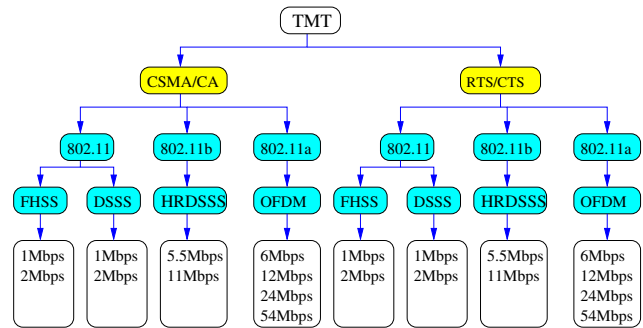 TMT
CSMA/CA RTS/CTS
802.11 802.11b 802.11a 802.11 802.11b 802.11a
FHSS DSSS HRDSSS OFDM FHSS DSSS HRDSSS OFDM
1Mbps 1Mbps 5.5Mbps 6Mbps 1Mbps 1Mbps 5.5Mbps 6Mbps
2Mbps 2Mbps 11Mbps 12Mbps 2Mbps 2Mbps 11Mbps 12Mbps
24Mbps 24Mbps
54Mbps 54Mbps